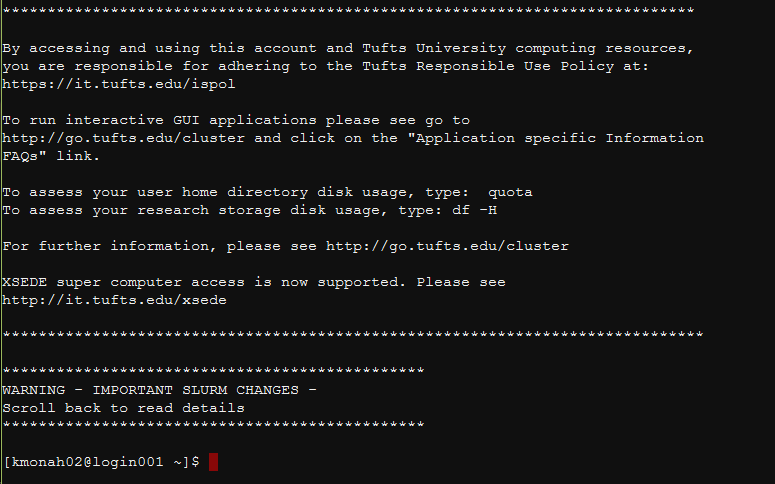 *****************************************************************************
By accessing and using this account and Tufts University computing resources,
you are responsible for adhering to the Tufts Responsible Use Policy at:
https://it.tufts.edu/ispol
To run interactive GUI applications please see go to
http://go.tufts.edu/cluster and click on the "Application specific Information
FAQs" link.
To assess your user home directory disk usage, type:  quota
To assess your research storage disk usage, type: df -H
For further information, please see http://go.tufts.edu/cluster
XSEDE super computer access is now supported. Please see
http://it.tufts.edu/xsede
******************************************************************************
***********************************************
WARNING - IMPORTANT SLURM CHANGES -
Scroll back to read details
***********************************************
[kmonah02@login001 ~]$